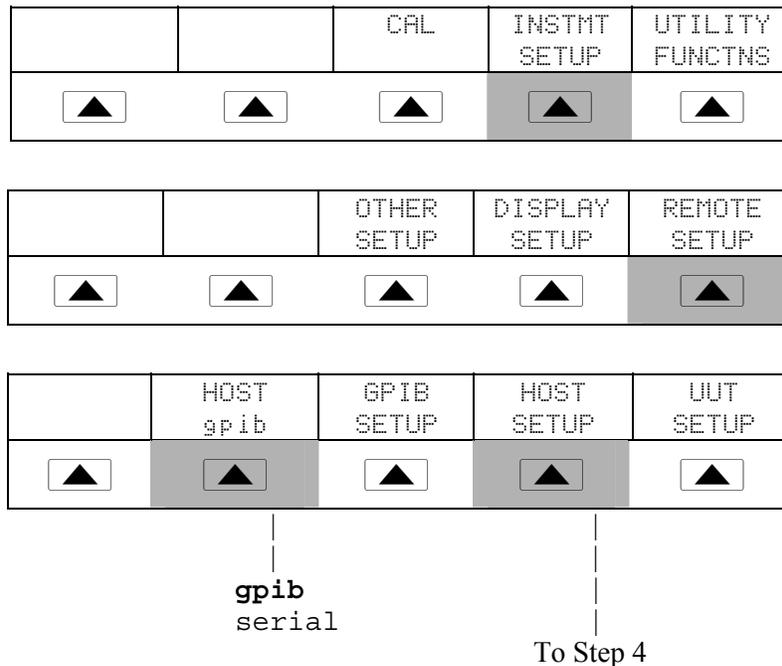 CAL INSTMT UTILITY
SETUP FUNCTNS
OTHER DISPLAY REMOTE
SETUP SETUP SETUP
HOST GPIB HOST UUT
gpib SETUP SETUP SETUP
gpib
serial
To Step 4